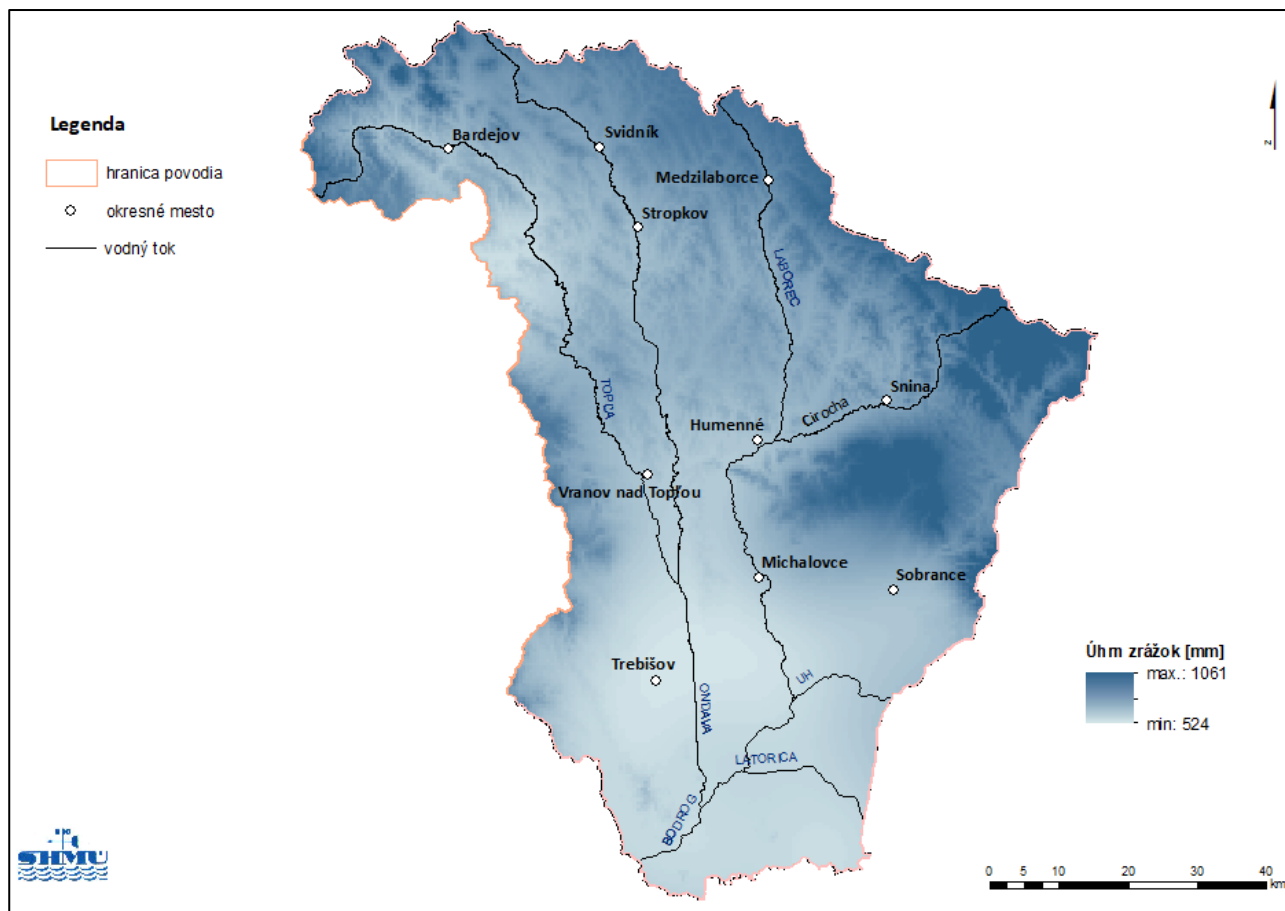 Legenda
hranica povodia
okresné mesto
vodný tok
Bardejov
Svidník
Medzilaborce
Stropkov
LABOREC
TOPĽA
Snina
Cirocha
Humenné
Vranov nad Topľou
Michalovce
Sobrance
Trebišov
ONDAVA
UH
LATORICA
BODROG
Úhrn zrážok [mm]
max.: 1061
min: 524
N
SHMÚ
0 5 10 20 30 40
km